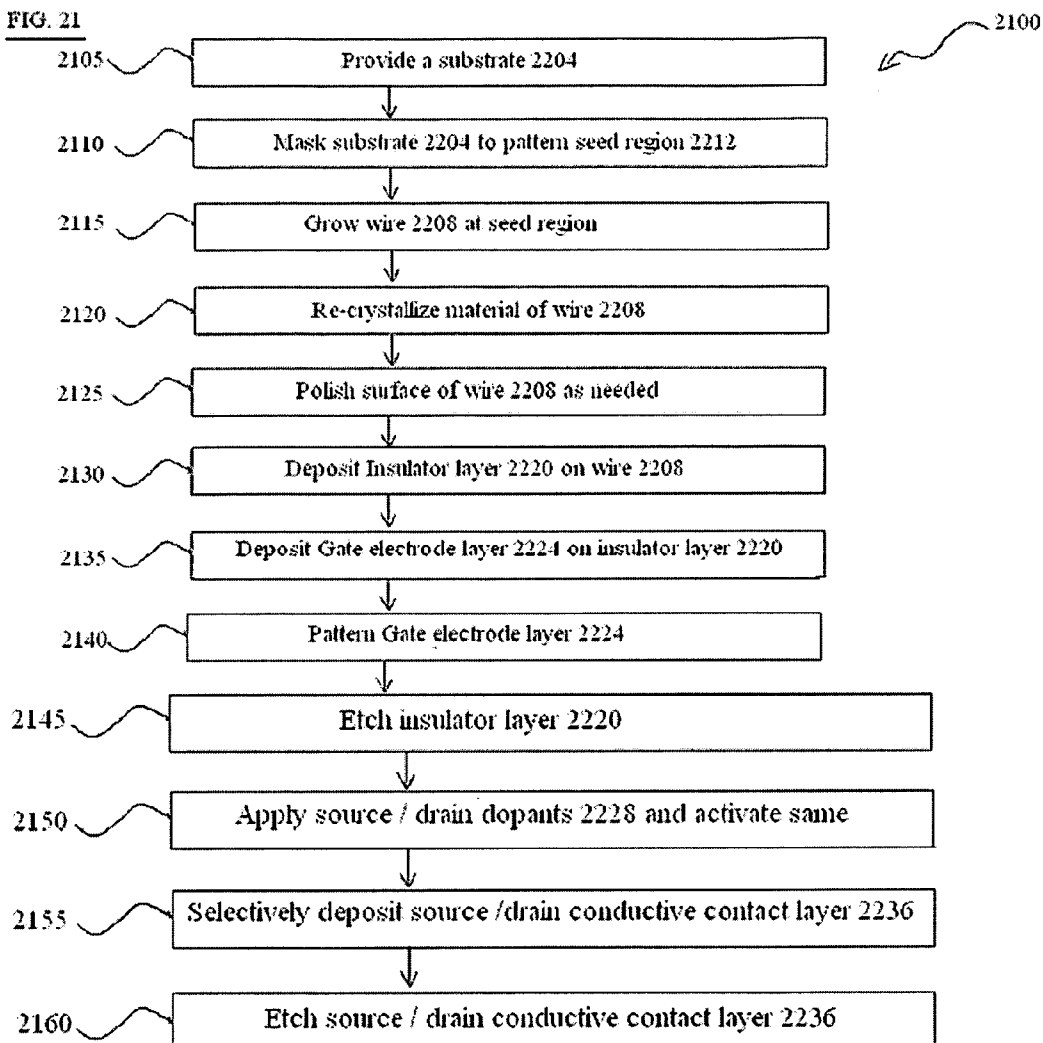 FIG. 21
2100
2105 Provide a substrate 2204
2110 Mask substrate 2204 to pattern seed region 2212
2115 Grow wire 2208 at seed region
2120 Re-crystallize material of wire 2208
2125 Polish surface of wire 2208 as needed
2130 Deposit Insulator layer 2220 on wire 2208
2135 Deposit Gate electrode layer 2224 on insulator layer 2220
2140 Pattern Gate electrode layer 2224
2145 Etch insulator layer 2220
2150 Apply source / drain dopants 2228 and activate same
2155 Selectively deposit source /drain conductive contact layer 2236
2160 Etch source / drain conductive contact layer 2236